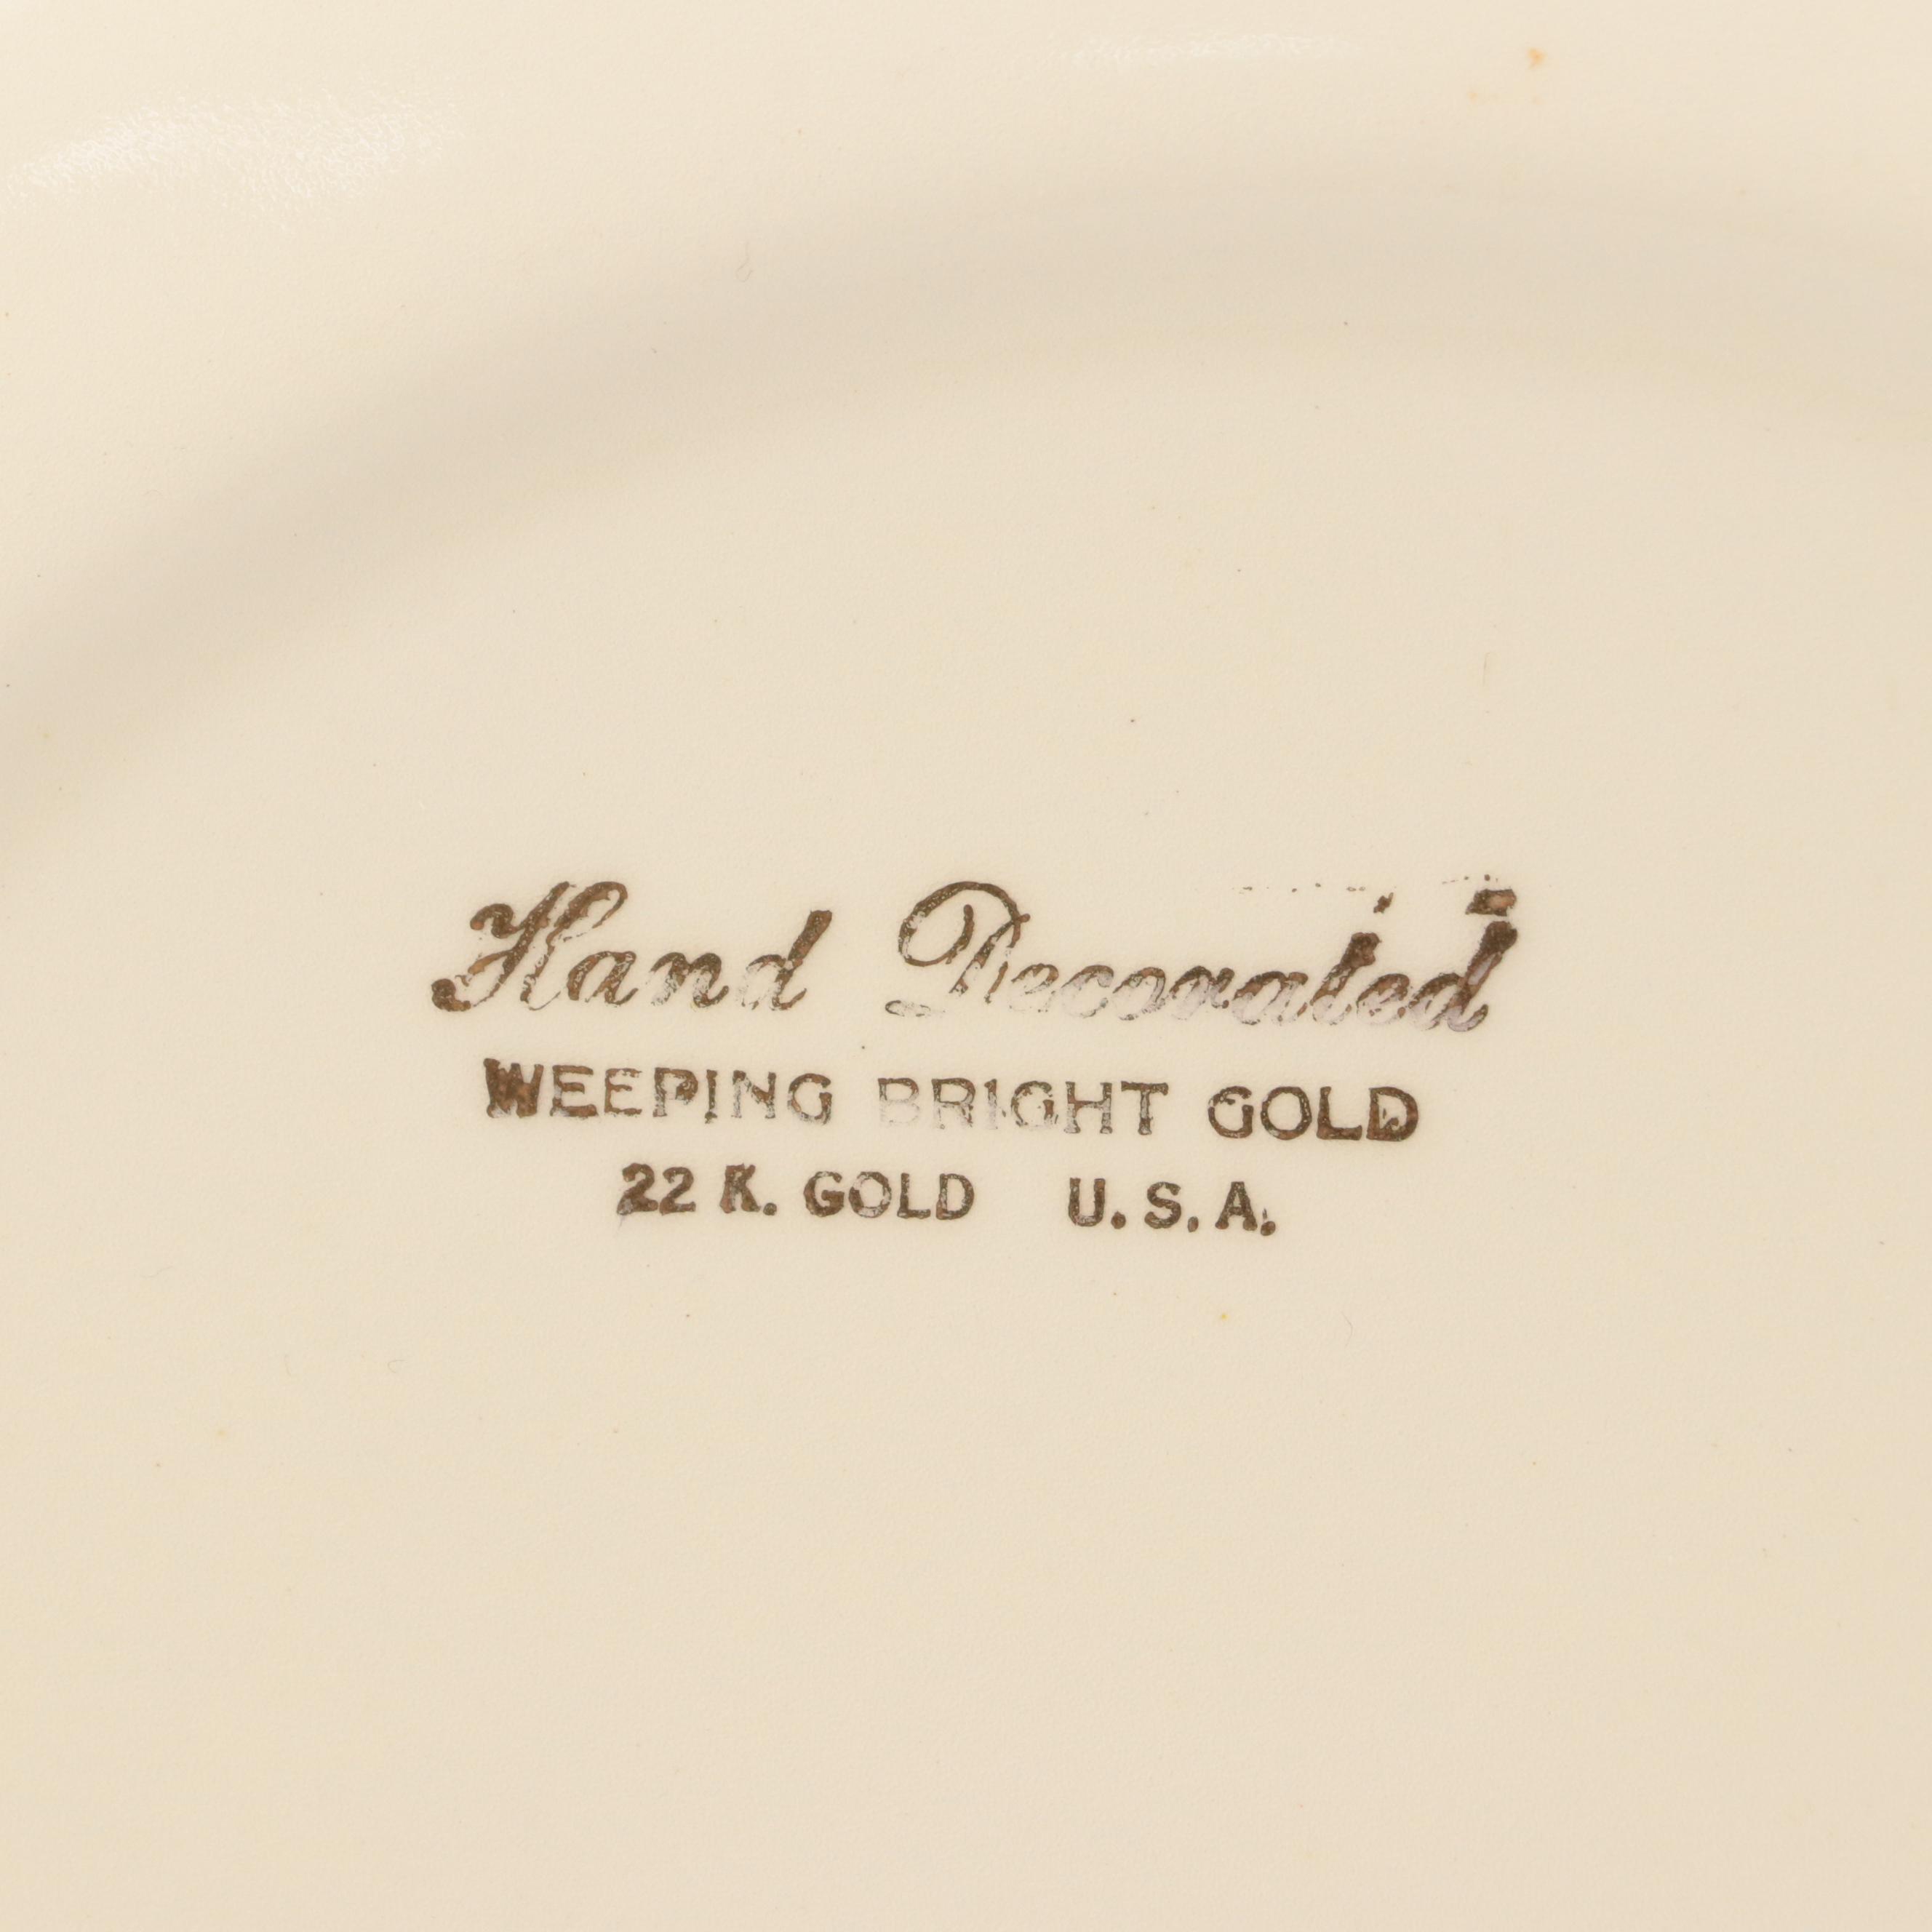 Hand Decorated
WEEPING BRIGHT GOLD
22 K. GOLD U.S.A.